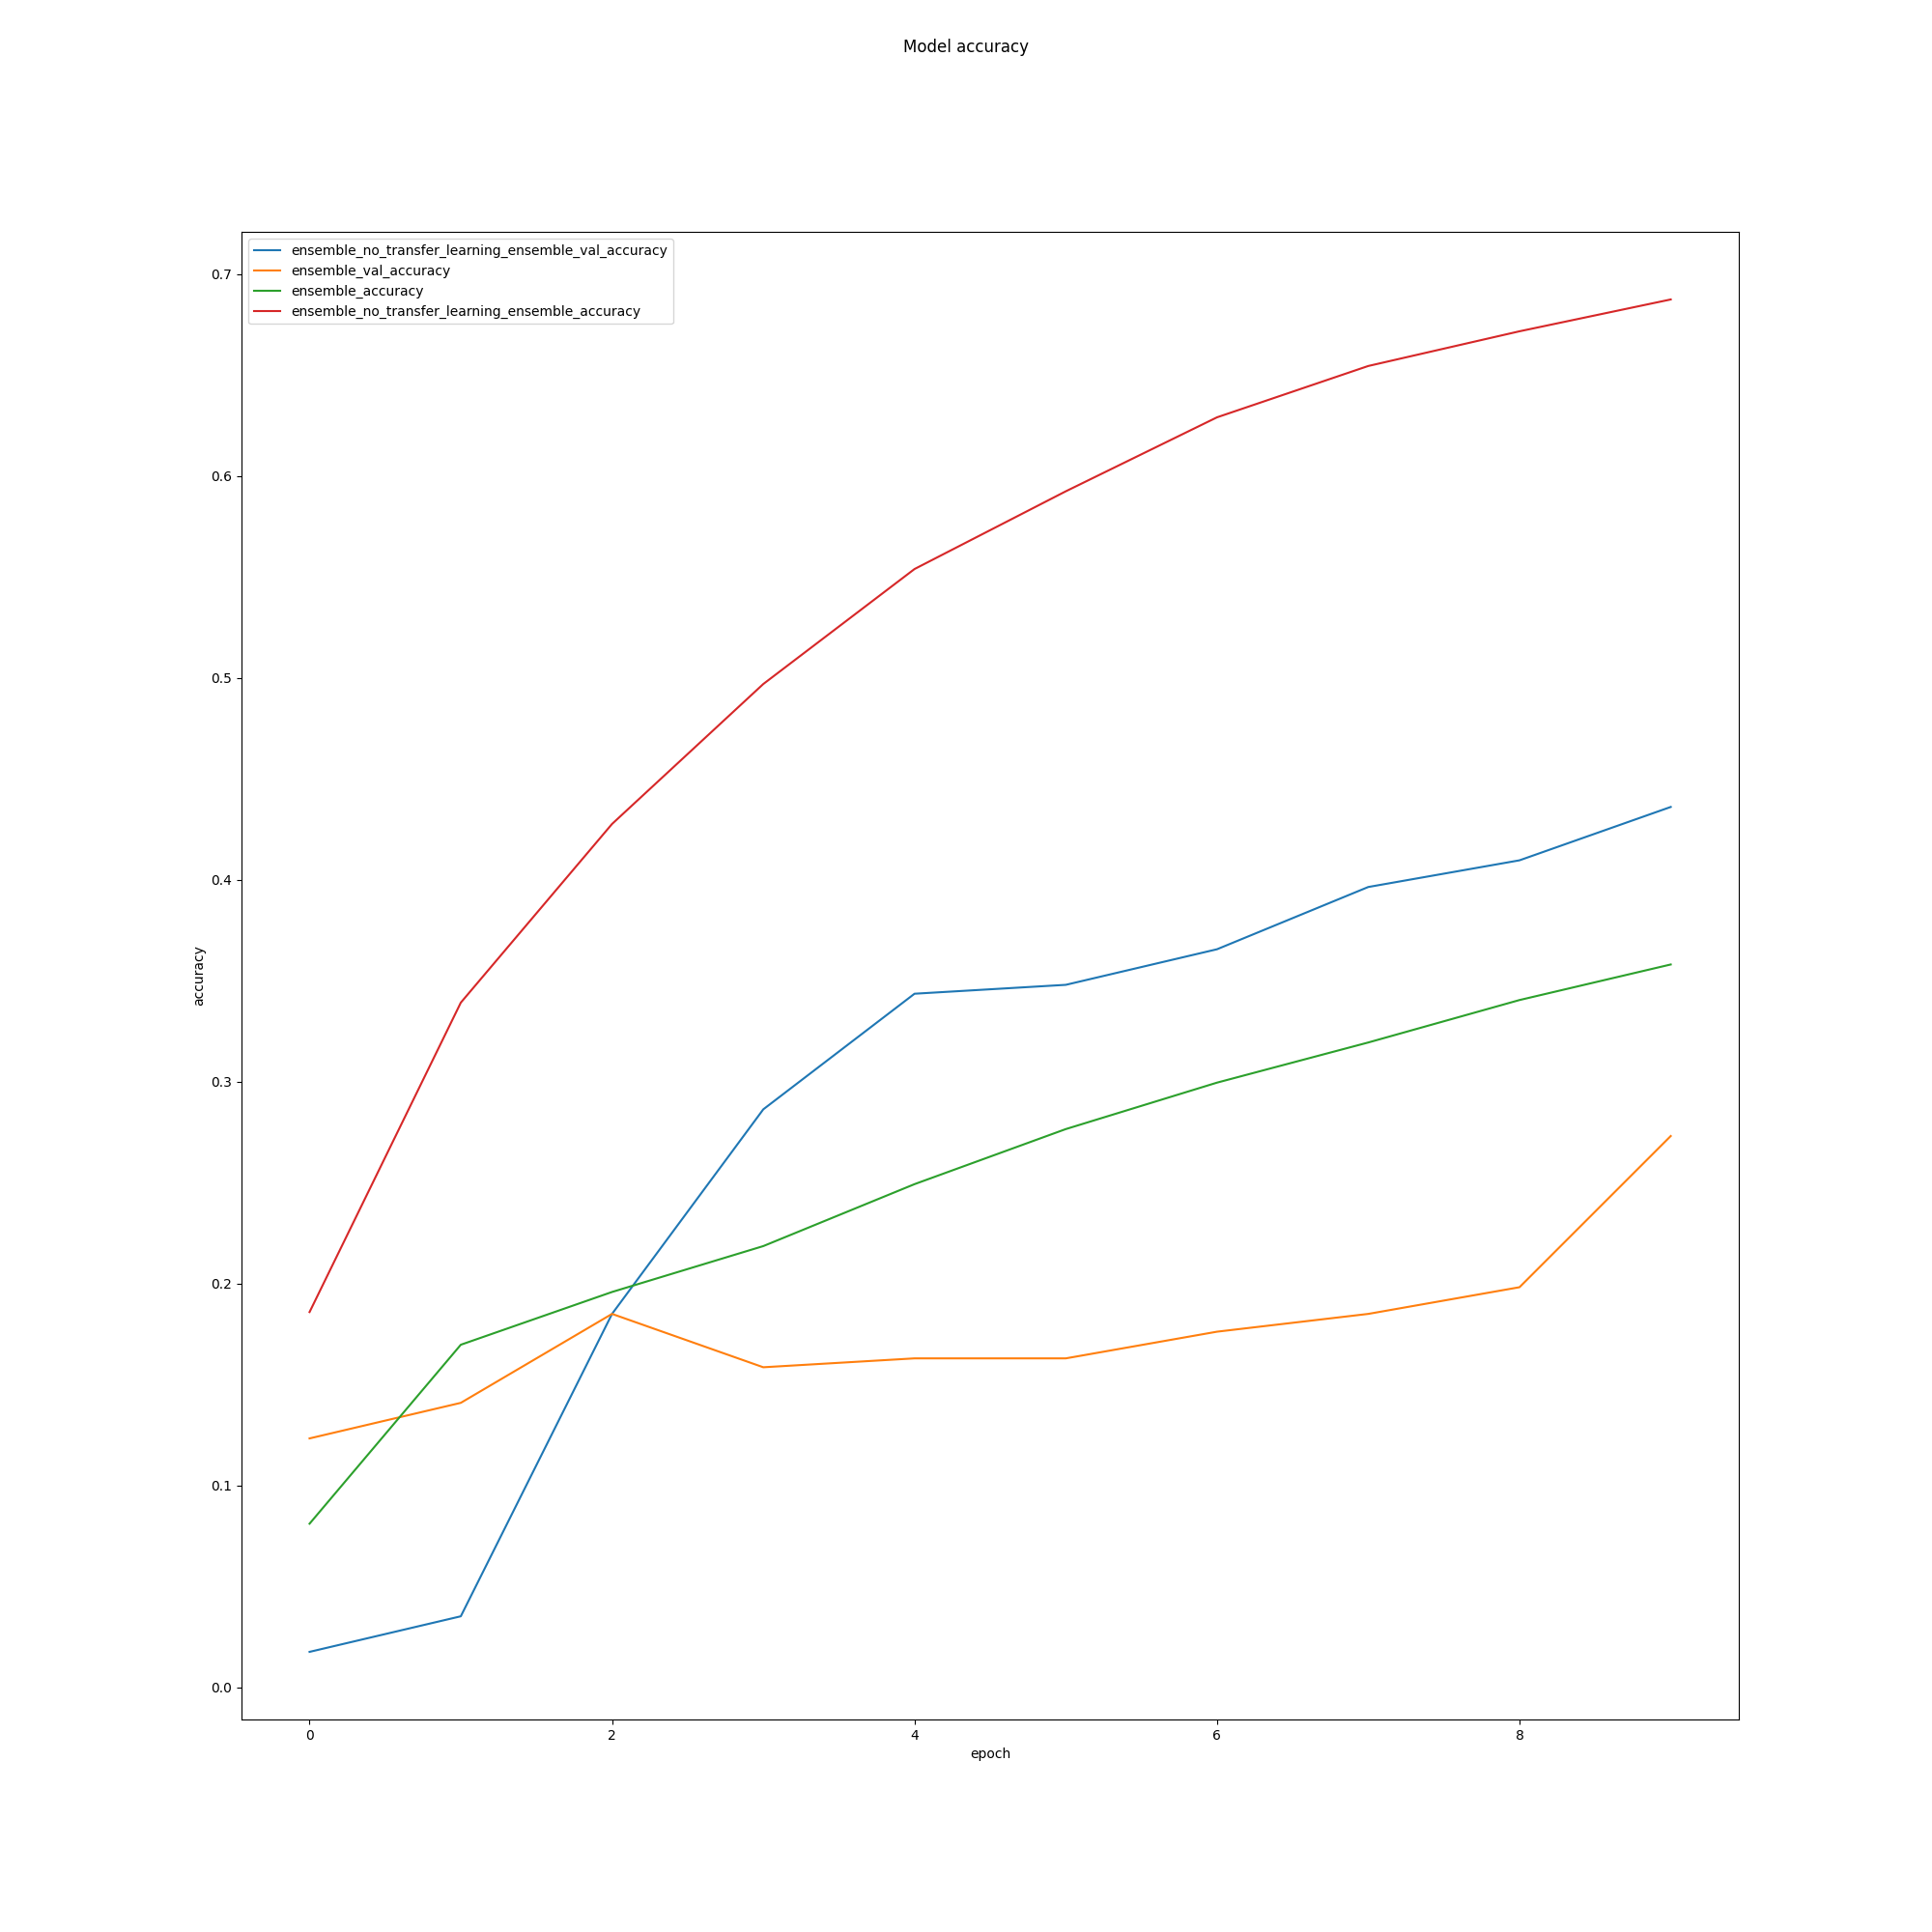 Model accuracy
ensemble_no_transfer_learning_ensemble_val_accuracy
ensemble_val_accuracy
ensemble_accuracy
ensemble_no_transfer_learning_ensemble_accuracy
0.7
0.6
0.5
0.4
0.3
0.2
0.1
0.0
accuracy
0 2 4 6 8
epoch